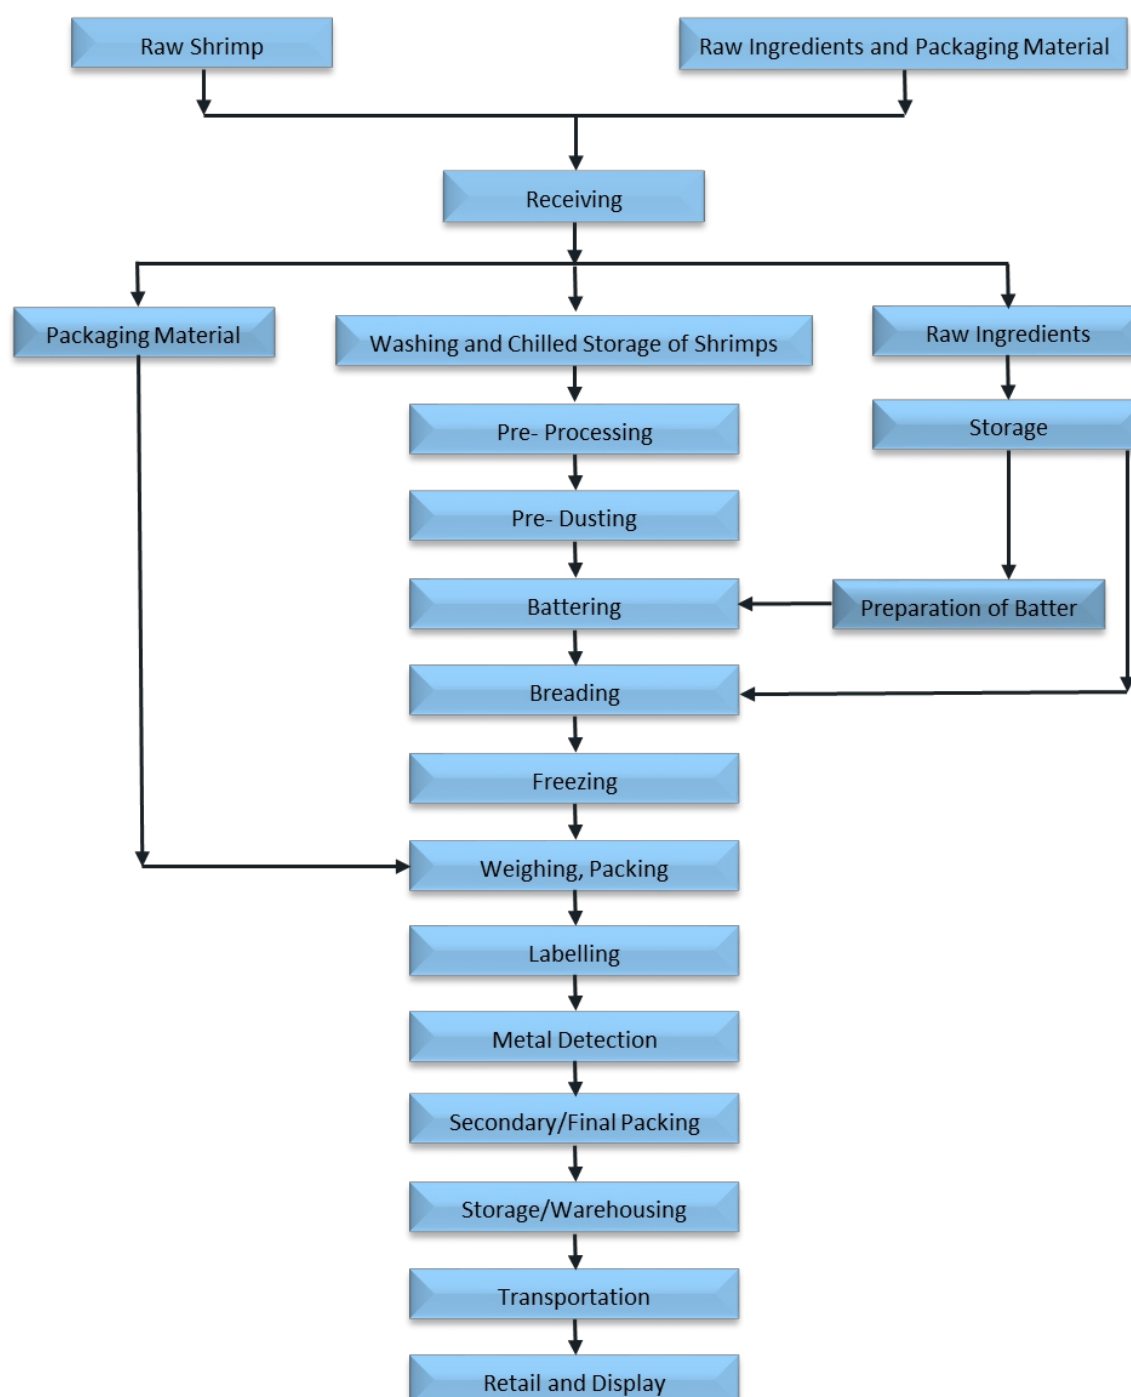 Raw Shrimp
Raw Ingredients and Packaging Material
Receiving
Packaging Material
Washing and Chilled Storage of Shrimps
Raw Ingredients
Pre- Processing
Storage
Pre- Dusting
Battering
Preparation of Batter
Breading
Freezing
Weighing, Packing
Labelling
Metal Detection
Secondary/Final Packing
Storage/Warehousing
Transportation
Retail and Display